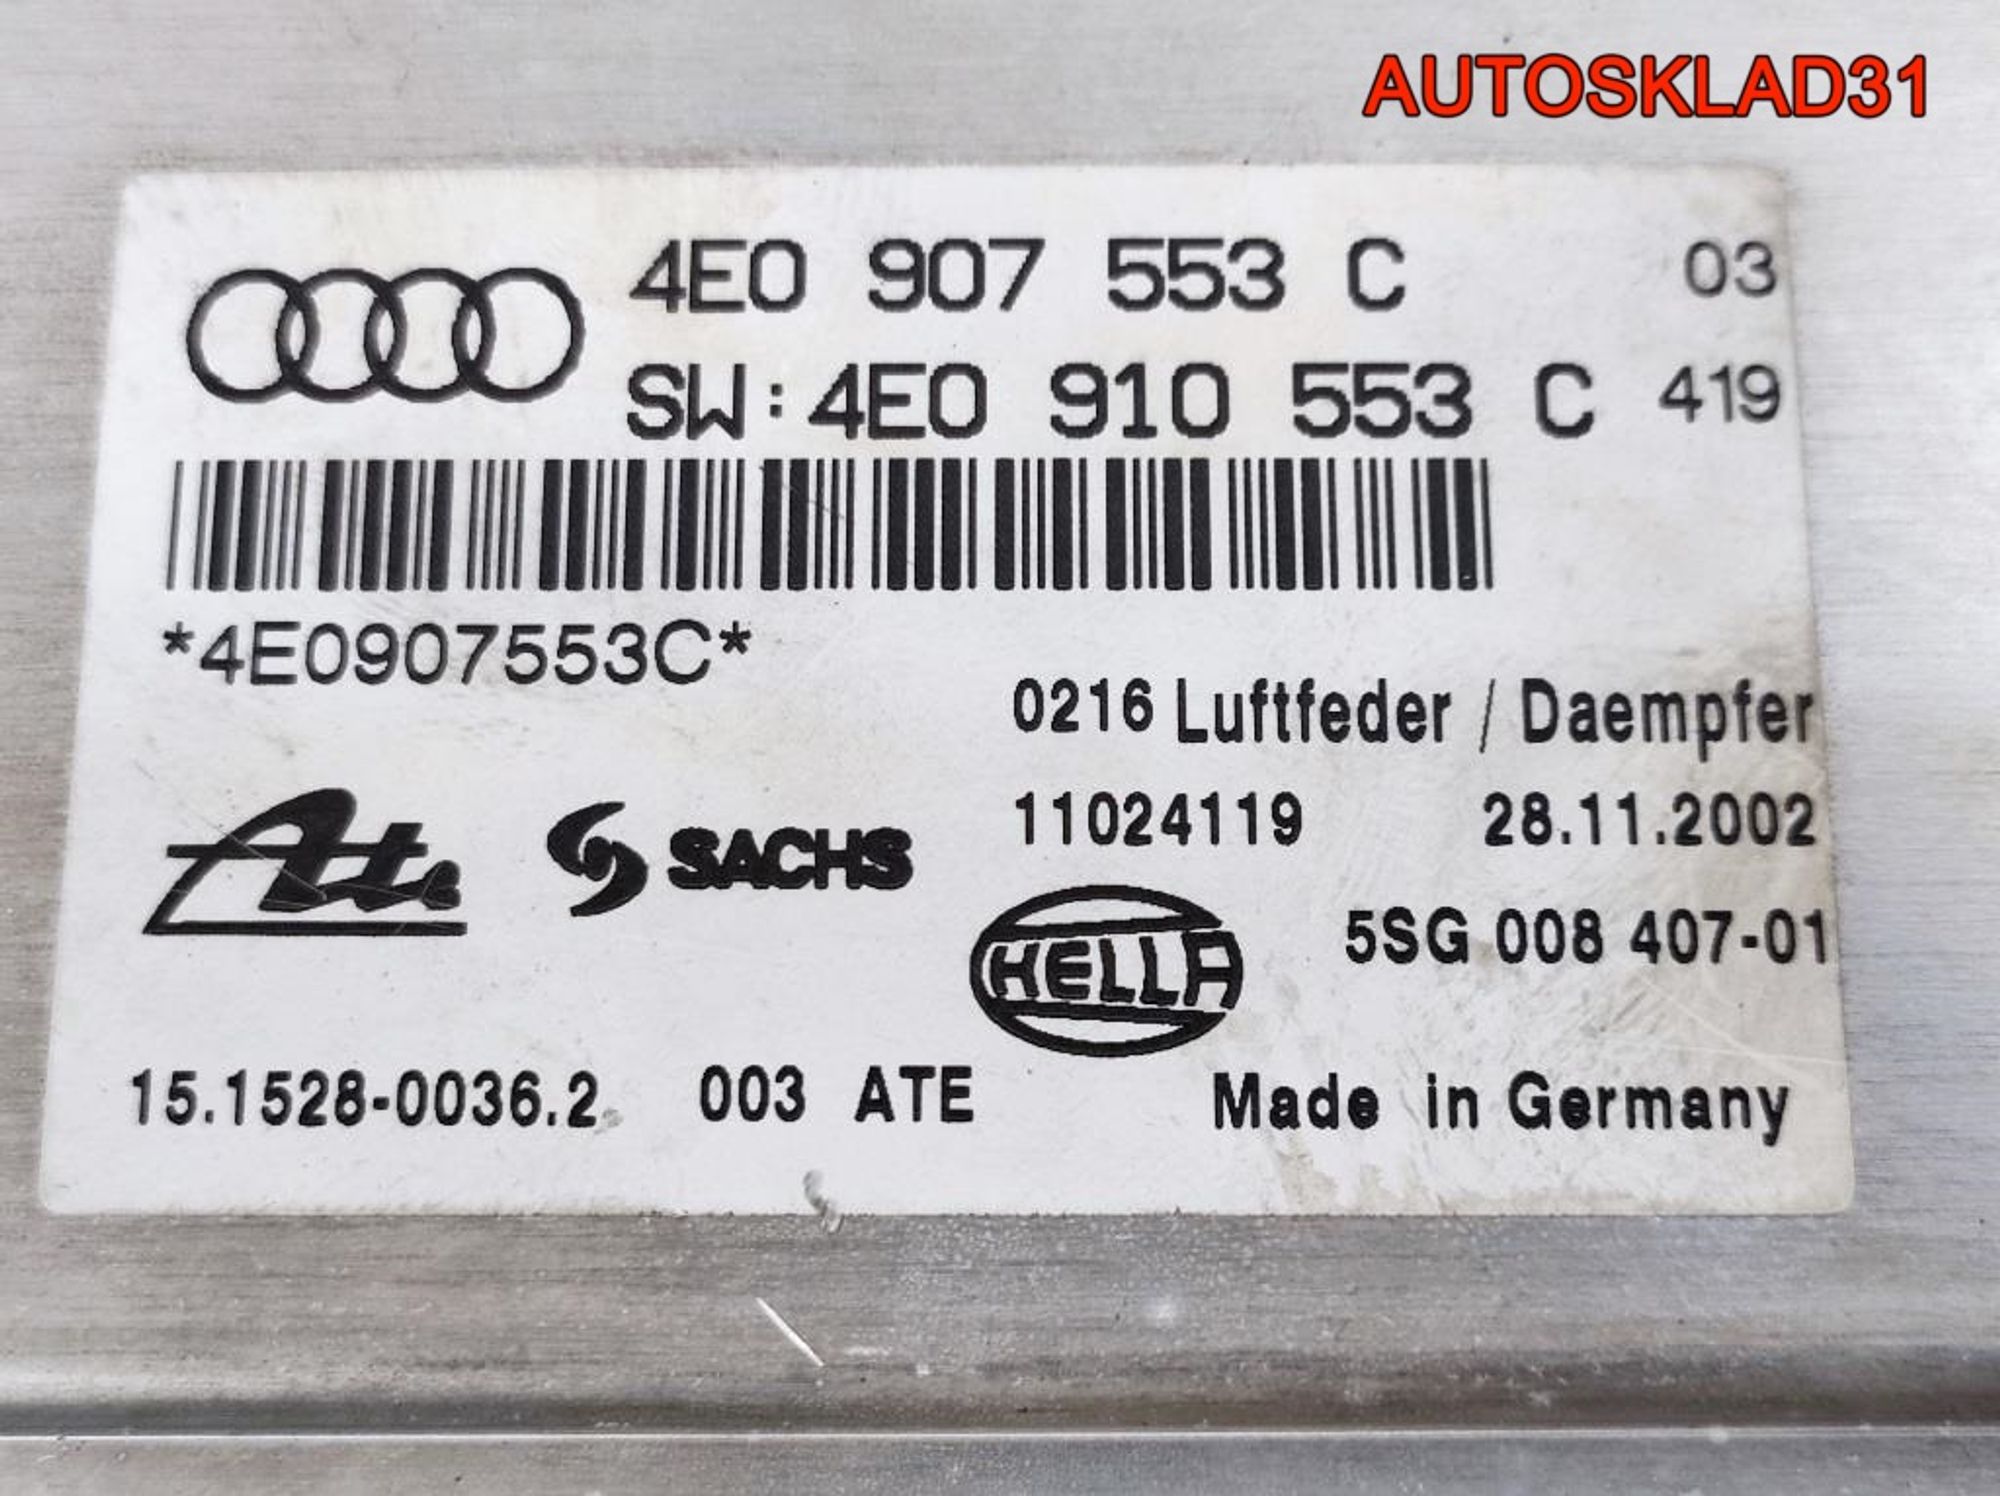 AUTOSKLAD31
4E0 907 553 C 03
SW:4E0 910 553 C 419
*4E0907553C*
0216 Luftfeder / Daempfer
11024119 28.11.2002
Ate SACHS
HELLA 5SG 008 407-01
15.1528-0036.2 003 ATE Made in Germany